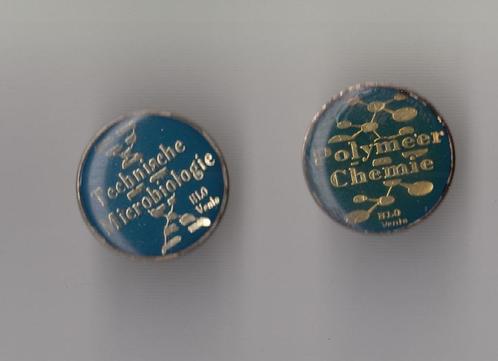 Technische
Microbiologie
HLO
Venlo
Polymeer
Chemie
HLO
Venlo